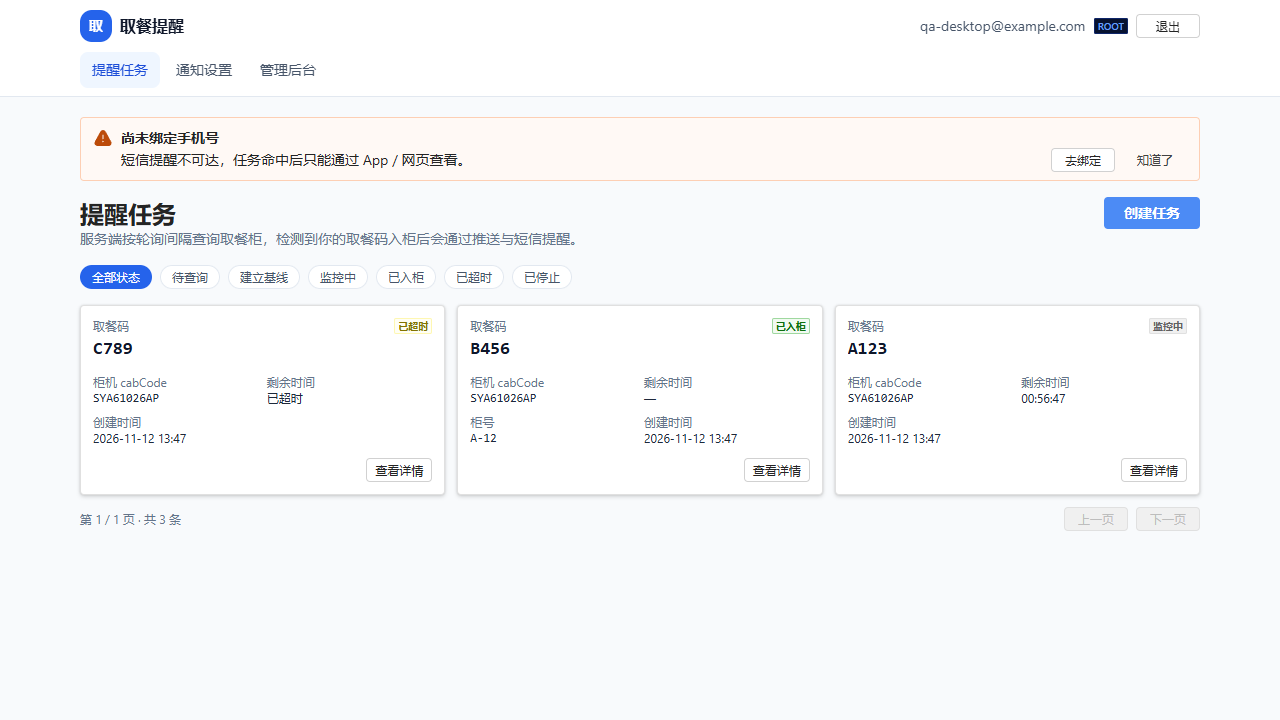 取 取餐提醒 qa-desktop@example.com ROOT 退出
提醒任务 通知设置 管理后台
尚未绑定手机号
短信提醒不可达，任务命中后只能通过 App / 网页查看。 去绑定 知道了
提醒任务 创建任务
服务端按轮询间隔查询取餐柜，检测到你的取餐码入柜后会通过推送与短信提醒。
全部状态 待查询 建立基线 监控中 已入柜 已超时 已停止
取餐码 已超时
C789
柜机 cabCode 剩余时间
SYA61026AP 已超时
创建时间
2026-11-12 13:47
查看详情
取餐码 已入柜
B456
柜机 cabCode 剩余时间
SYA61026AP —
柜号 创建时间
A-12 2026-11-12 13:47
查看详情
取餐码 监控中
A123
柜机 cabCode 剩余时间
SYA61026AP 00:56:47
创建时间
2026-11-12 13:47
查看详情
第 1 / 1 页 · 共 3 条 上一页 下一页